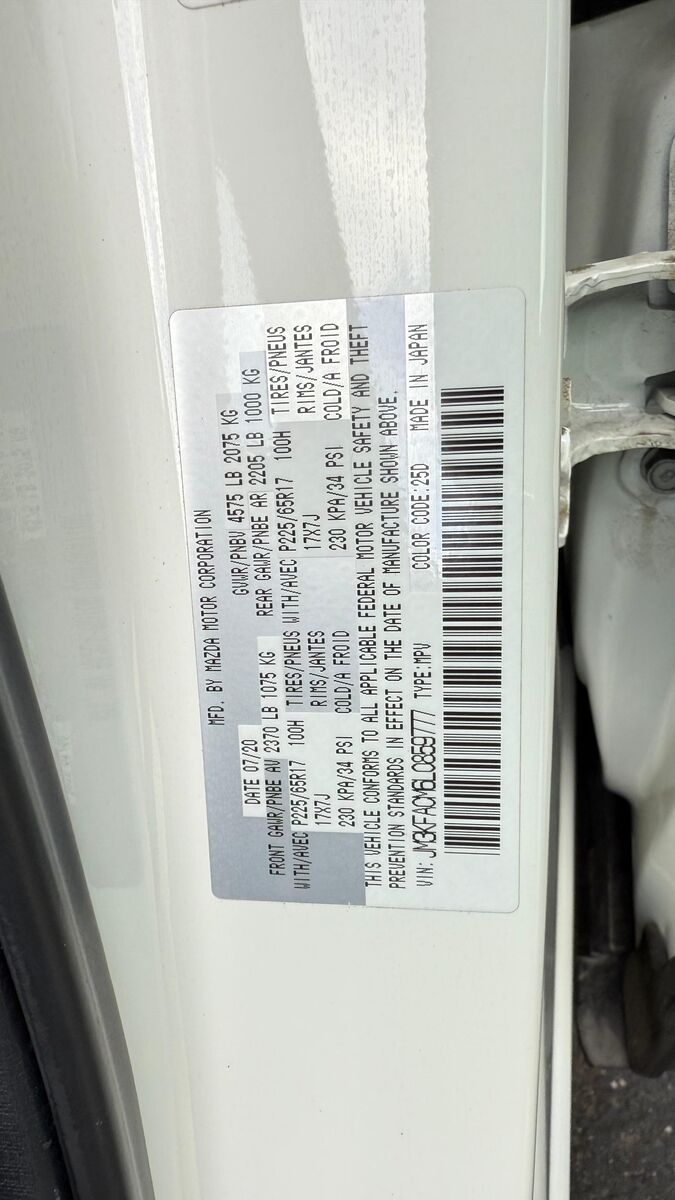 MFD. BY MAZDA MOTOR CORPORATION
DATE 07/20 GVWR/PNBV 4575 LB 2075 KG
FRONT GAWR/PNBE AV 2370 LB 1075 KG REAR GAWR/PNBE AR 2205 LB 1000 KG
WITH/AVEC P225/65R17 100H TIRES/PNEUS WITH/AVEC P225/65R17 100H TIRES/PNEUS
17X7J RIMS/JANTES 17X7J RIMS/JANTES
230 KPA/34 PSI COLD/A FROID 230 KPA/34 PSI COLD/A FROID
THIS VEHICLE CONFORMS TO ALL APPLICABLE FEDERAL MOTOR VEHICLE SAFETY AND THEFT
PREVENTION STANDARDS IN EFFECT ON THE DATE OF MANUFACTURE SHOWN ABOVE.
VIN: JM3KFACM6L0859777 TYPE:MPV COLOR CODE:25D MADE IN JAPAN